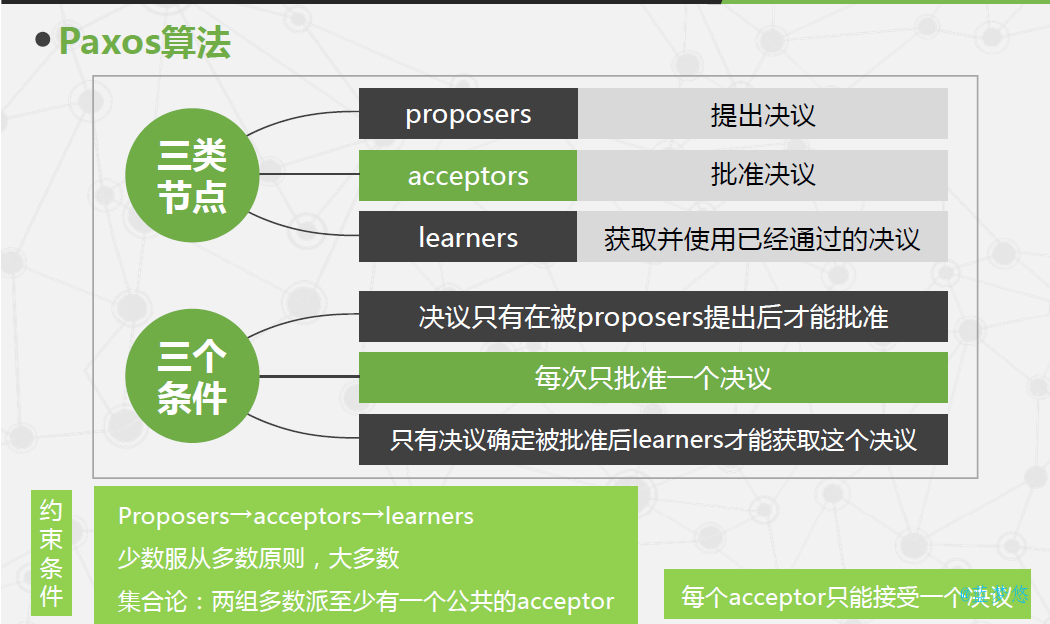 Paxos算法
三类
节点
proposers
提出决议
acceptors
批准决议
learners
获取并使用已经通过的决议
三个
条件
决议只有在被proposers提出后才能批准
每次只批准一个决议
只有决议确定被批准后learners才能获取这个决议
约
束
条
件
Proposers→acceptors→learners
少数服从多数原则，大多数
集合论：两组多数派至少有一个公共的acceptor
每个acceptor只能接受一个决议